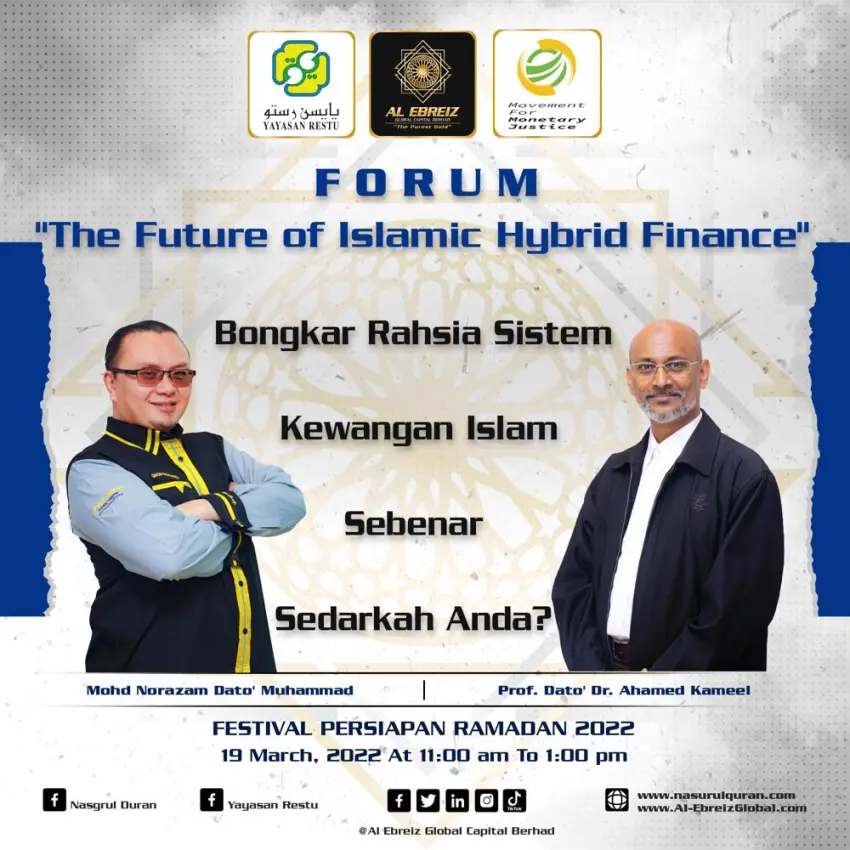 يايسن رستو
YAYASAN RESTU
AL EBREIZ
GLOBAL CAPITAL BERHAD
"The Purest Gold"
Movement
For
Monetary
Justice
FORUM
"The Future of Islamic Hybrid Finance"
Bongkar Rahsia Sistem
Kewangan Islam
Sebenar
Sedarkah Anda?
Mohd Norazam Dato' Muhammad | Prof. Dato' Dr. Ahamed Kameel
FESTIVAL PERSIAPAN RAMADAN 2022
19 March, 2022 At 11:00 am To 1:00 pm
Nasgrul Duran
Yayasan Restu
TikTok
www.nasurulquran.com
www.Al-EbreizGlobal.com
@Al Ebreiz Global Capital Berhad